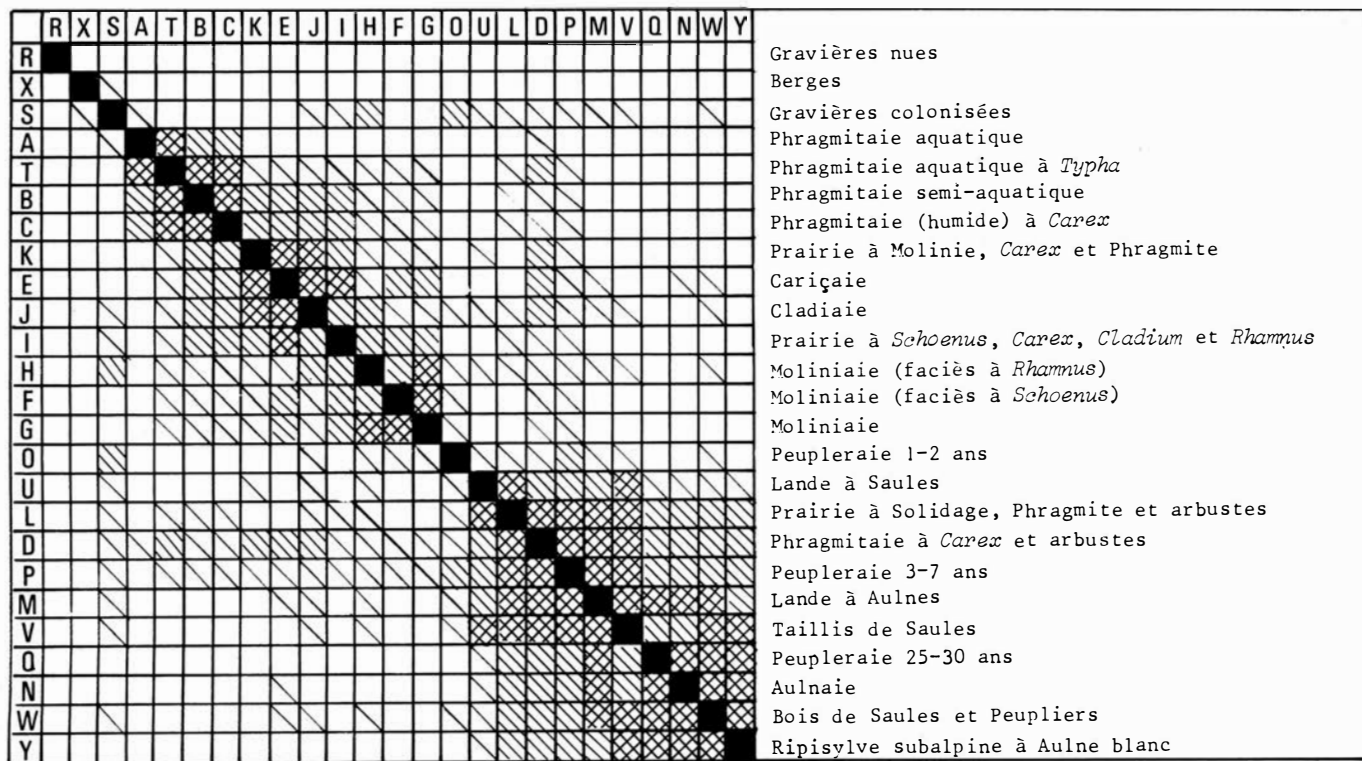 R X S A T B C K E J I H F G O U L D P M V Q N W Y
R Gravières nues
X Berges
S Gravières colonisées
A Phragmitaie aquatique
T Phragmitaie aquatique à Typha
B Phragmitaie semi-aquatique
C Phragmitaie (humide) à Carex
K Prairie à Molinie, Carex et Phragmite
E Cariçaie
J Cladiaie
I Prairie à Schoenus, Carex, Cladium et Rhamnus
H Moliniaie (faciès à Rhamnus)
F Moliniaie (faciès à Schoenus)
G Moliniaie
O Peupleraie 1-2 ans
U Lande à Saules
L Prairie à Solidage, Phragmite et arbustes
D Phragmitaie à Carex et arbustes
P Peupleraie 3-7 ans
M Lande à Aulnes
V Taillis de Saules
Q Peupleraie 25-30 ans
N Aulnaie
W Bois de Saules et Peupliers
Y Ripisylve subalpine à Aulne blanc